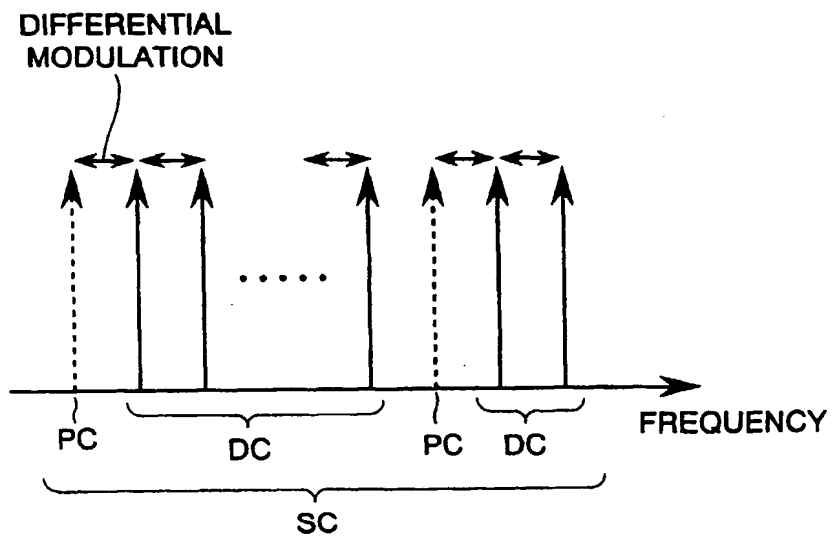 DIFFERENTIAL
MODULATION
FREQUENCY
PC
DC
PC
DC
SC